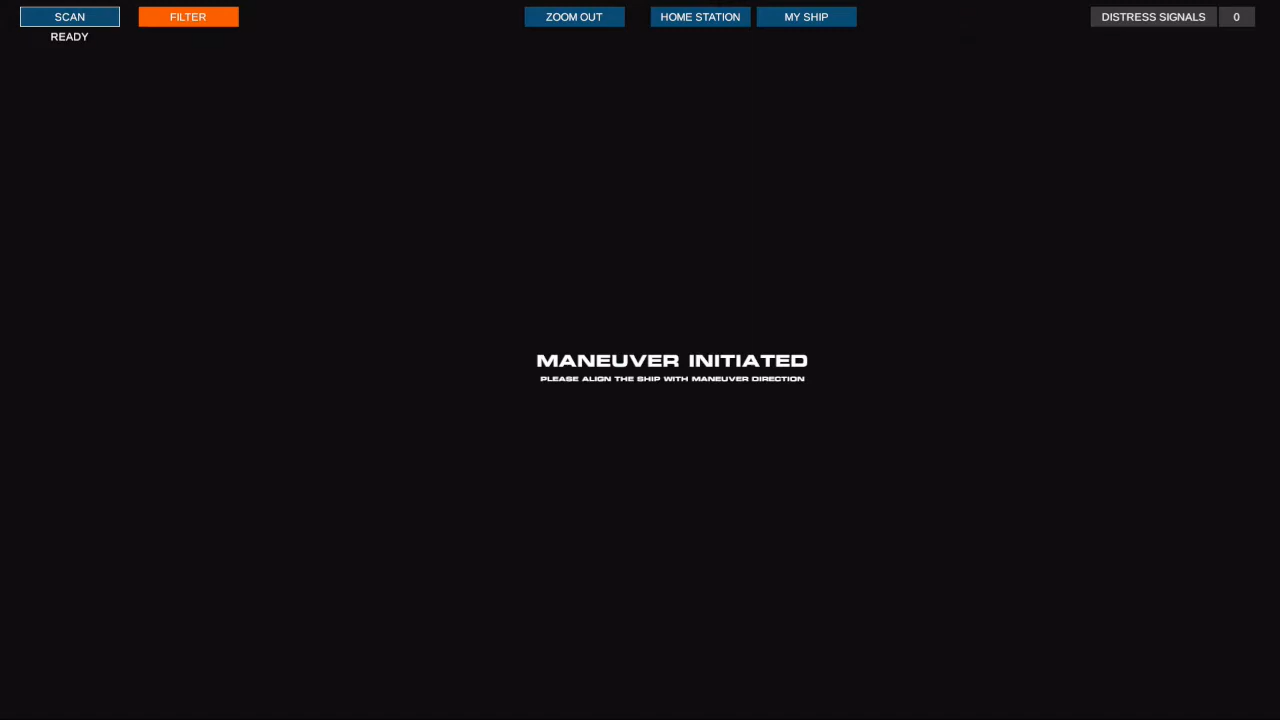 SCAN
FILTER
ZOOM OUT
HOME STATION
MY SHIP
DISTRESS SIGNALS
0
READY
MANEUVER INITIATED
PLEASE ALIGN THE SHIP WITH MANEUVER DIRECTION